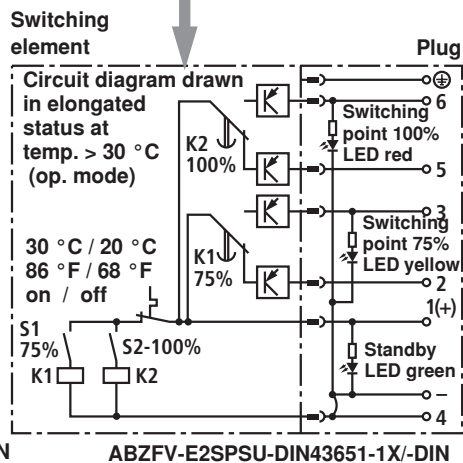 Switching
element
Plug
Circuit diagram drawn
in elongated
status at
temp. > 30 °C
(op. mode)
K2
100%
6
Switching
point 100%
LED red
5
3
Switching
point 75%
LED yellow
30 °C / 20 °C
86 °F / 68 °F
on / off
K1
75%
2
1(+)
S1
75%
S2-100%
K1
K2
Standby
LED green
–
4
N
ABZFV-E2SPSU-DIN43651-1X/-DIN